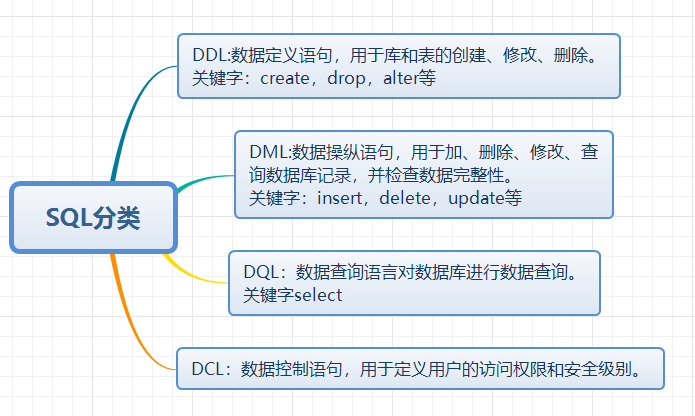 DDL:数据定义语句，用于库和表的创建、修改、删除。
关键字：create，drop，alter等
DML:数据操纵语句，用于加、删除、修改、查
询数据库记录，并检查数据完整性。
关键字：insert，delete，update等
SQL分类
DQL：数据查询语言对数据库进行数据查询。
关键字select
DCL：数据控制语句，用于定义用户的访问权限和安全级别。